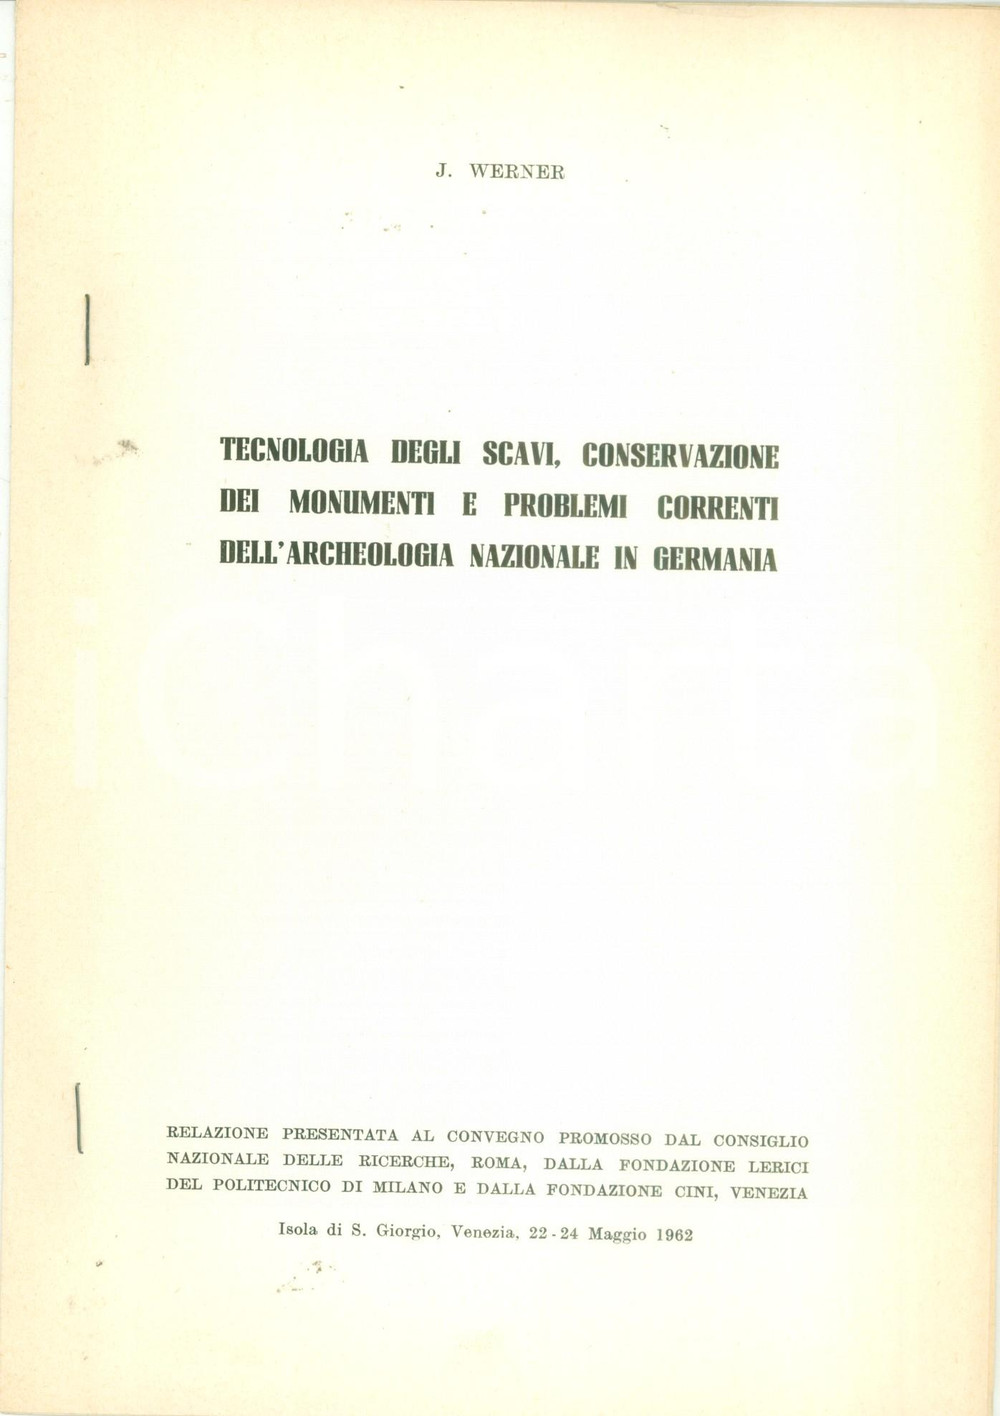 J. WERNER
TECNOLOGIA DEGLI SCAVI, CONSERVAZIONE
DEI MONUMENTI E PROBLEMI CORRENTI
DELL'ARCHEOLOGIA NAZIONALE IN GERMANIA
iCharta
RELAZIONE PRESENTATA AL CONVEGNO PROMOSSO DAL CONSIGLIO
NAZIONALE DELLE RICERCHE, ROMA, DALLA FONDAZIONE LERICI
DEL POLITECNICO DI MILANO E DALLA FONDAZIONE CINI, VENEZIA
Isola di S. Giorgio, Venezia, 22 - 24 Maggio 1962